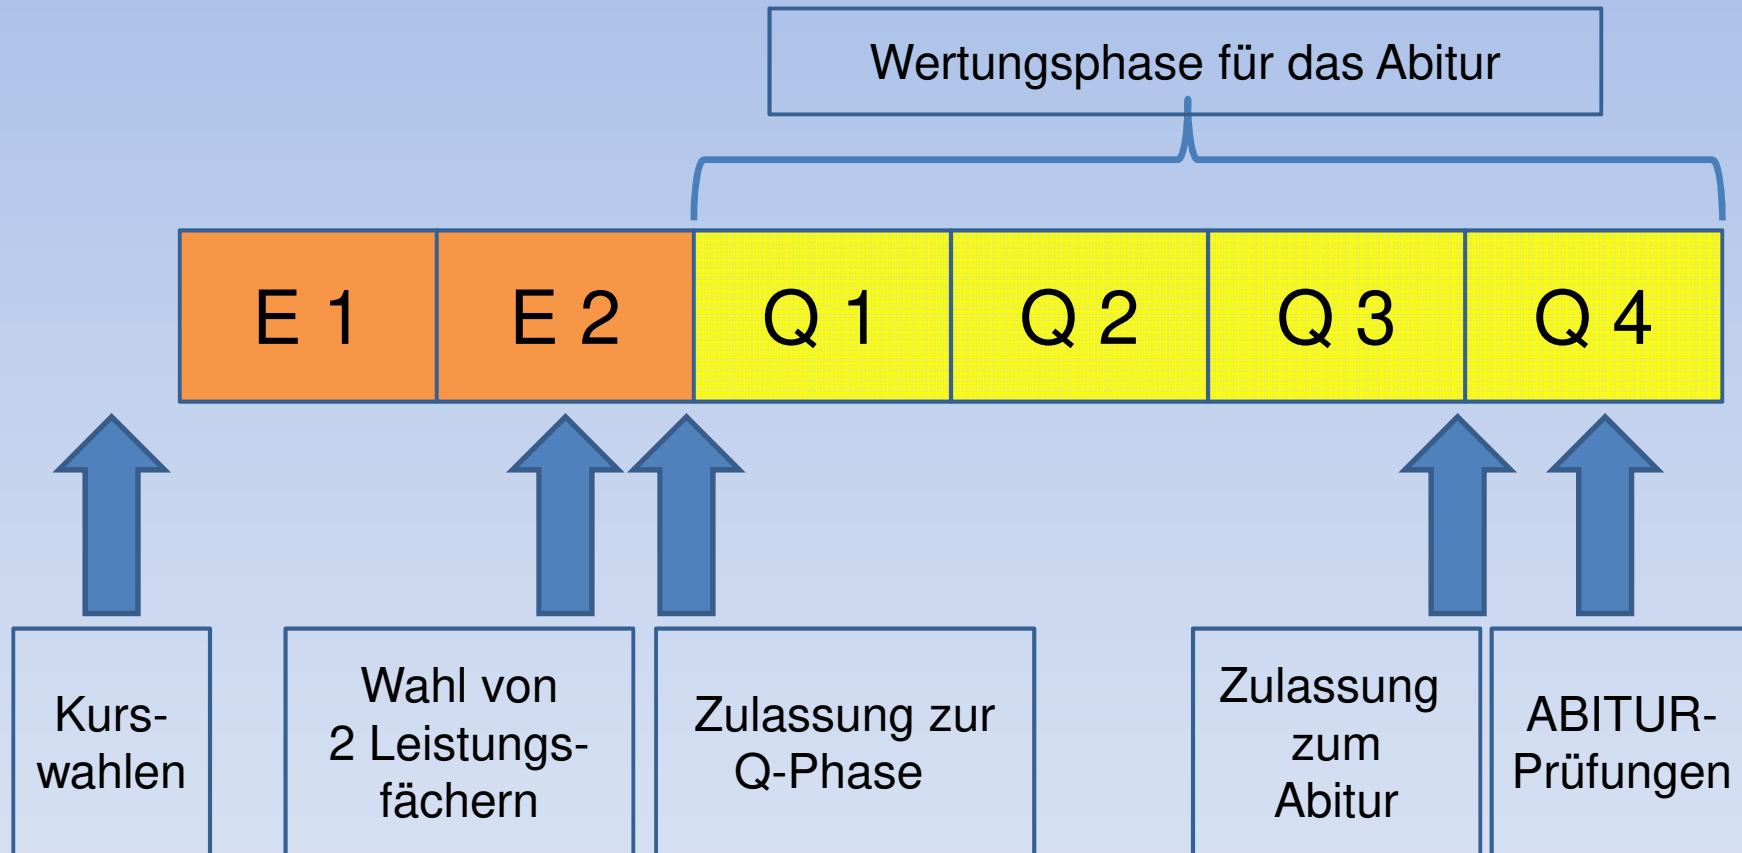 Wertungsphase für das Abitur
E 1
E 2
Q 1
Q 2
Q 3
Q 4
Kurs-
wahlen
Wahl von
2 Leistungs-
fächern
Zulassung zur
Q-Phase
Zulassung
zum
Abitur
ABITUR-
Prüfungen